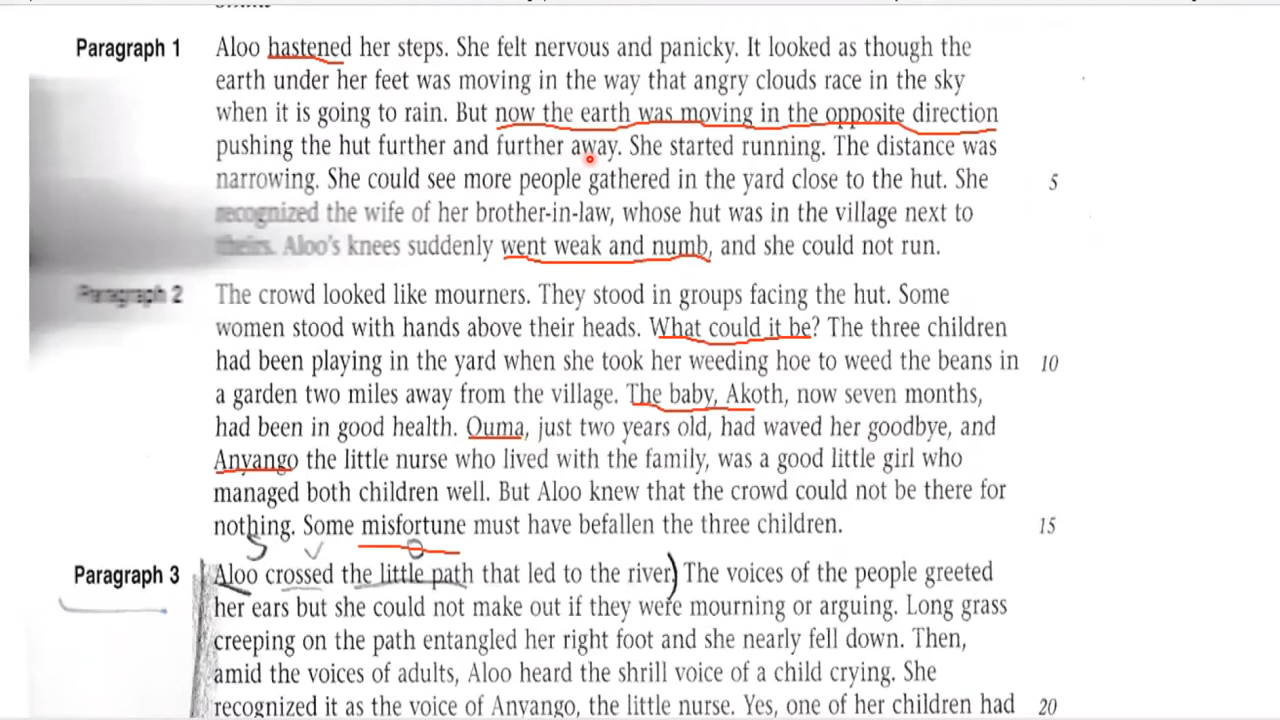 Paragraph 1 Aloo hastened her steps. She felt nervous and panicky. It looked as though the
earth under her feet was moving in the way that angry clouds race in the sky
when it is going to rain. But now the earth was moving in the opposite direction
pushing the hut further and further away. She started running. The distance was
narrowing. She could see more people gathered in the yard close to the hut. She 5
recognized the wife of her brother-in-law, whose hut was in the village next to
theirs. Aloo's knees suddenly went weak and numb, and she could not run.
Paragraph 2 The crowd looked like mourners. They stood in groups facing the hut. Some
women stood with hands above their heads. What could it be? The three children
had been playing in the yard when she took her weeding hoe to weed the beans in 10
a garden two miles away from the village. The baby, Akoth, now seven months,
had been in good health. Ouma, just two years old, had waved her goodbye, and
Anyango the little nurse who lived with the family, was a good little girl who
managed both children well. But Aloo knew that the crowd could not be there for
nothing. Some misfortune must have befallen the three children. 15
S V O
Paragraph 3 Aloo crossed the little path that led to the river) The voices of the people greeted
her ears but she could not make out if they were mourning or arguing. Long grass
creeping on the path entangled her right foot and she nearly fell down. Then,
amid the voices of adults, Aloo heard the shrill voice of a child crying. She
recognized it as the voice of Anyango, the little nurse. Yes, one of her children had 20